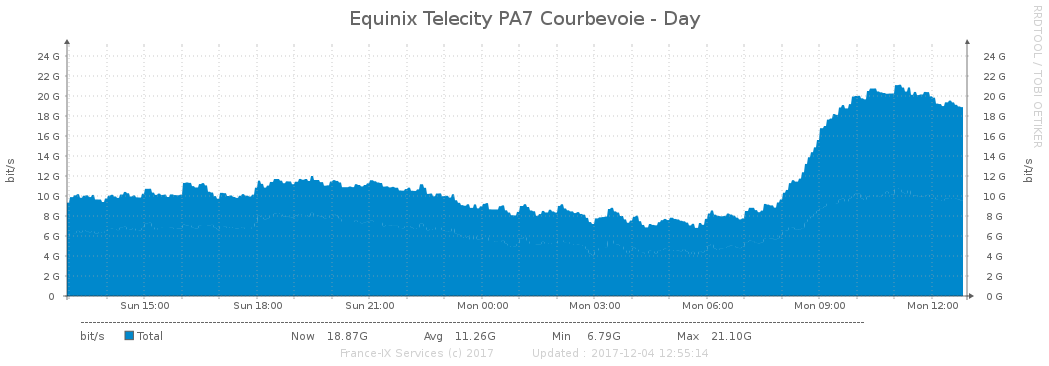 Equinix Telecity PA7 Courbevoie - Day
RRDTOOL / TOBI OETIKER
24 G 24 G
22 G 22 G
20 G 20 G
18 G 18 G
16 G 16 G
14 G 14 G
12 G 12 G
10 G 10 G
8 G 8 G
6 G 6 G
4 G 4 G
2 G 2 G
0 0 G
bit/s
bit/s
Sun 15:00 Sun 18:00 Sun 21:00 Mon 00:00 Mon 03:00 Mon 06:00 Mon 09:00 Mon 12:00
bit/s Total Now 18.87G Avg 11.26G Min 6.79G Max 21.10G
France-IX Services (c) 2017 Updated : 2017-12-04 12:55:14